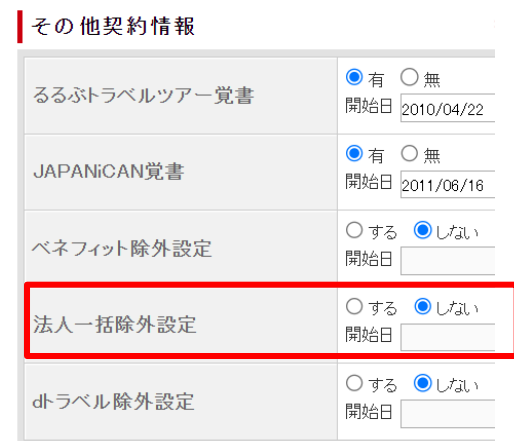 その他契約情報
るるぶトラベルツアー覚書
有 無
開始日 2010/04/22
JAPANiCAN覚書
有 無
開始日 2011/06/16
ベネフィット除外設定
する しない
開始日
法人一括除外設定
する しない
開始日
dトラベル除外設定
する しない
開始日